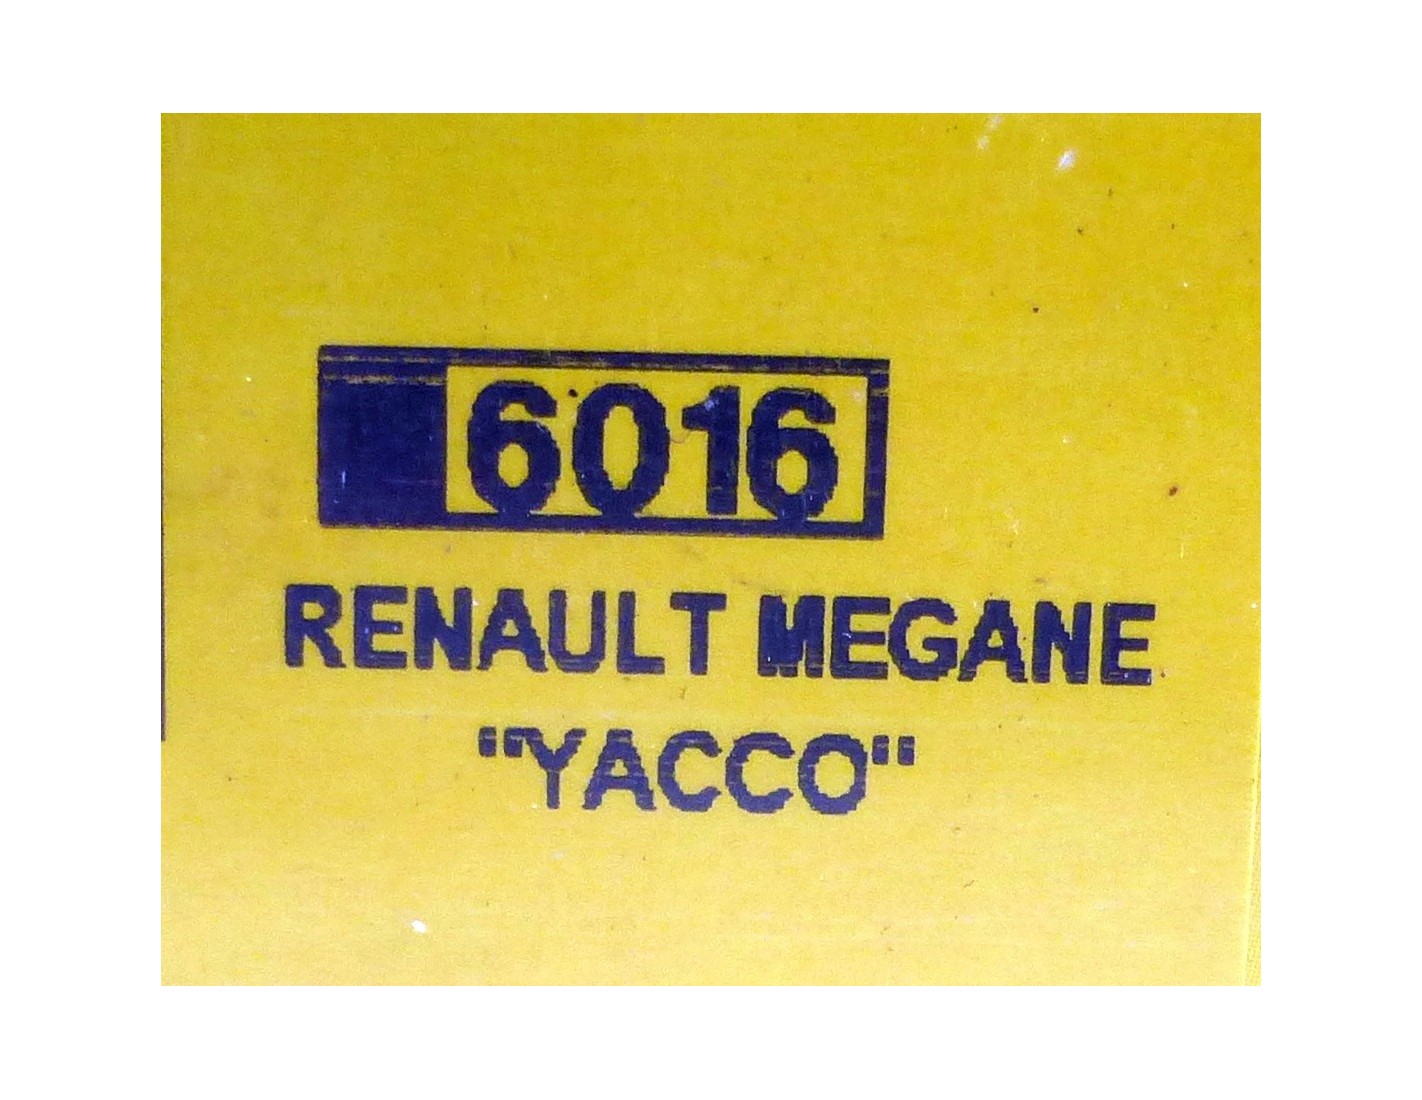 6016
RENAULT MEGANE
"YACCO"